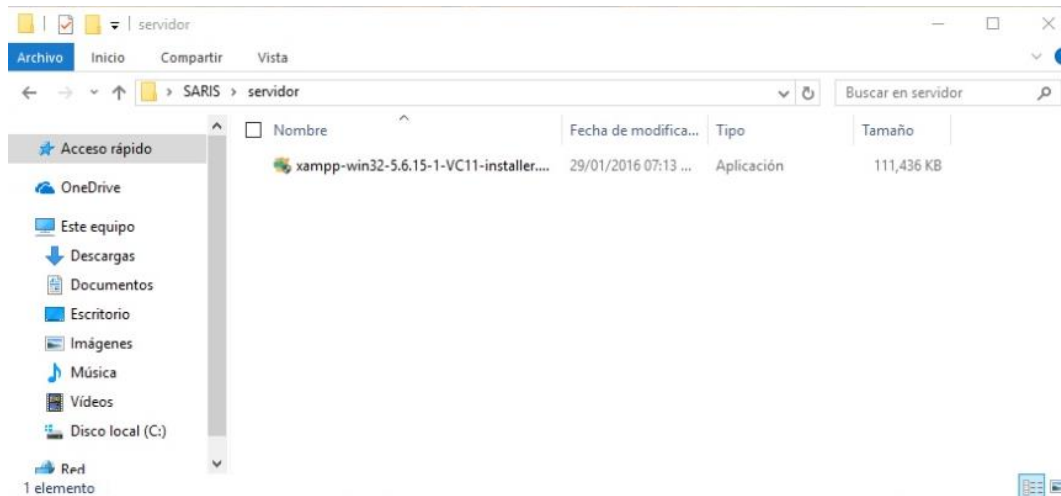 servidor
Archivo Inicio Compartir Vista
SARIS > servidor Buscar en servidor
Nombre Fecha de modifica... Tipo Tamaño
Acceso rápido
xampp-win32-5.6.15-1-VC11-installer.... 29/01/2016 07:13 ... Aplicación 111,436 KB
OneDrive
Este equipo
Descargas
Documentos
Escritorio
Imágenes
Música
Vídeos
Disco local (C:)
Red
1 elemento